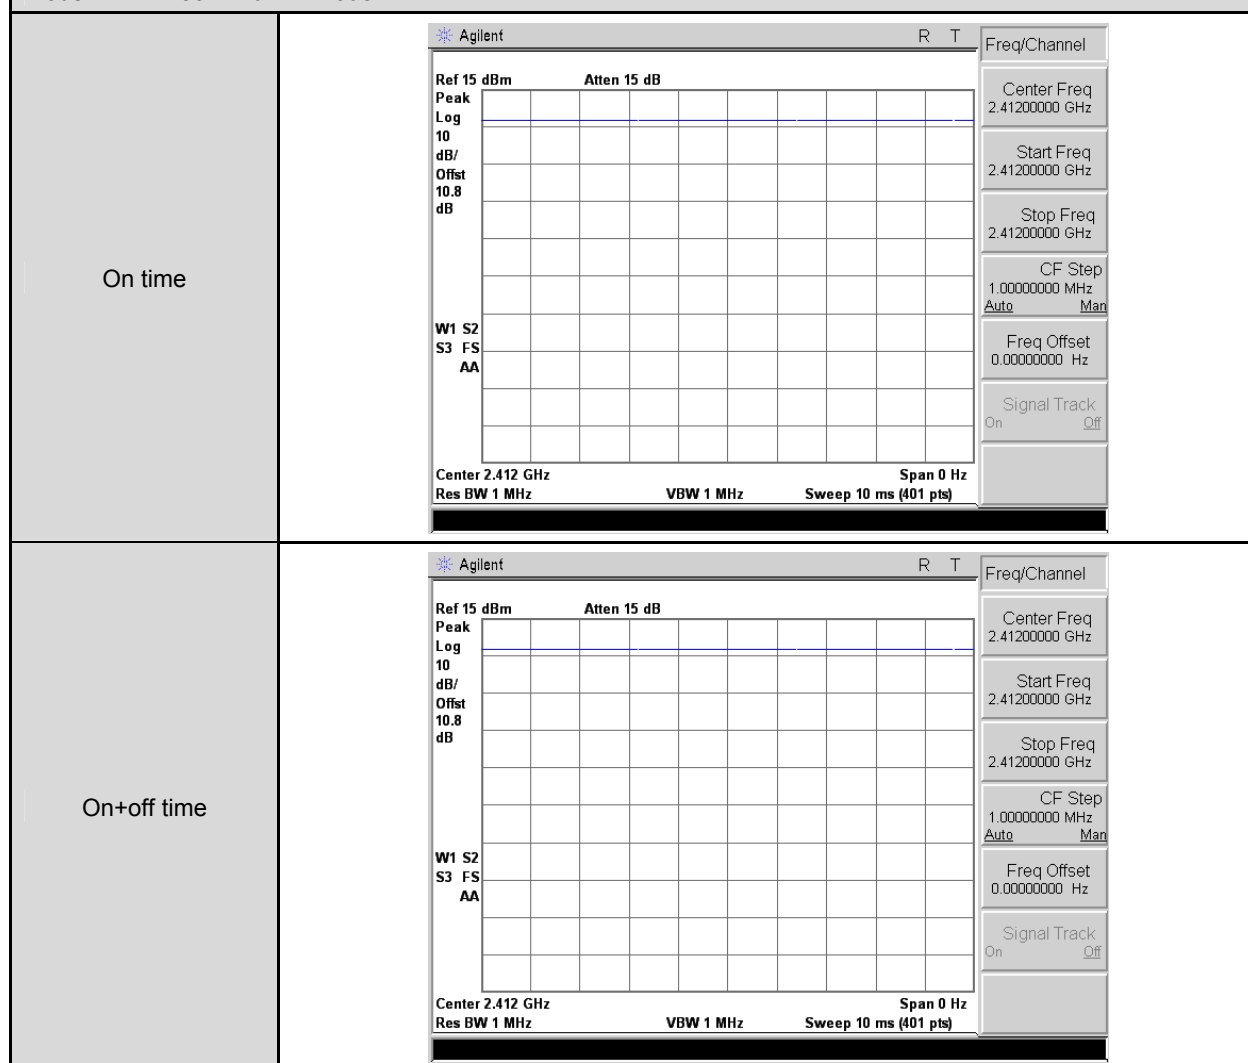 On time
Agilent
R T
Ref 15 dBm
Atten 15 dB
Peak
Log
10
dB/
Offst
10.8
dB
W1 S2
S3 FS
AA
Center 2.412 GHz
Span 0 Hz
Res BW 1 MHz
VBW 1 MHz
Sweep 10 ms (401 pts)
Freq/Channel
Center Freq
2.41200000 GHz
Start Freq
2.41200000 GHz
Stop Freq
2.41200000 GHz
CF Step
1.00000000 MHz
Auto Man
Freq Offset
0.00000000 Hz
Signal Track
On Off
On+off time
Agilent
R T
Ref 15 dBm
Atten 15 dB
Peak
Log
10
dB/
Offst
10.8
dB
W1 S2
S3 FS
AA
Center 2.412 GHz
Span 0 Hz
Res BW 1 MHz
VBW 1 MHz
Sweep 10 ms (401 pts)
Freq/Channel
Center Freq
2.41200000 GHz
Start Freq
2.41200000 GHz
Stop Freq
2.41200000 GHz
CF Step
1.00000000 MHz
Auto Man
Freq Offset
0.00000000 Hz
Signal Track
On Off